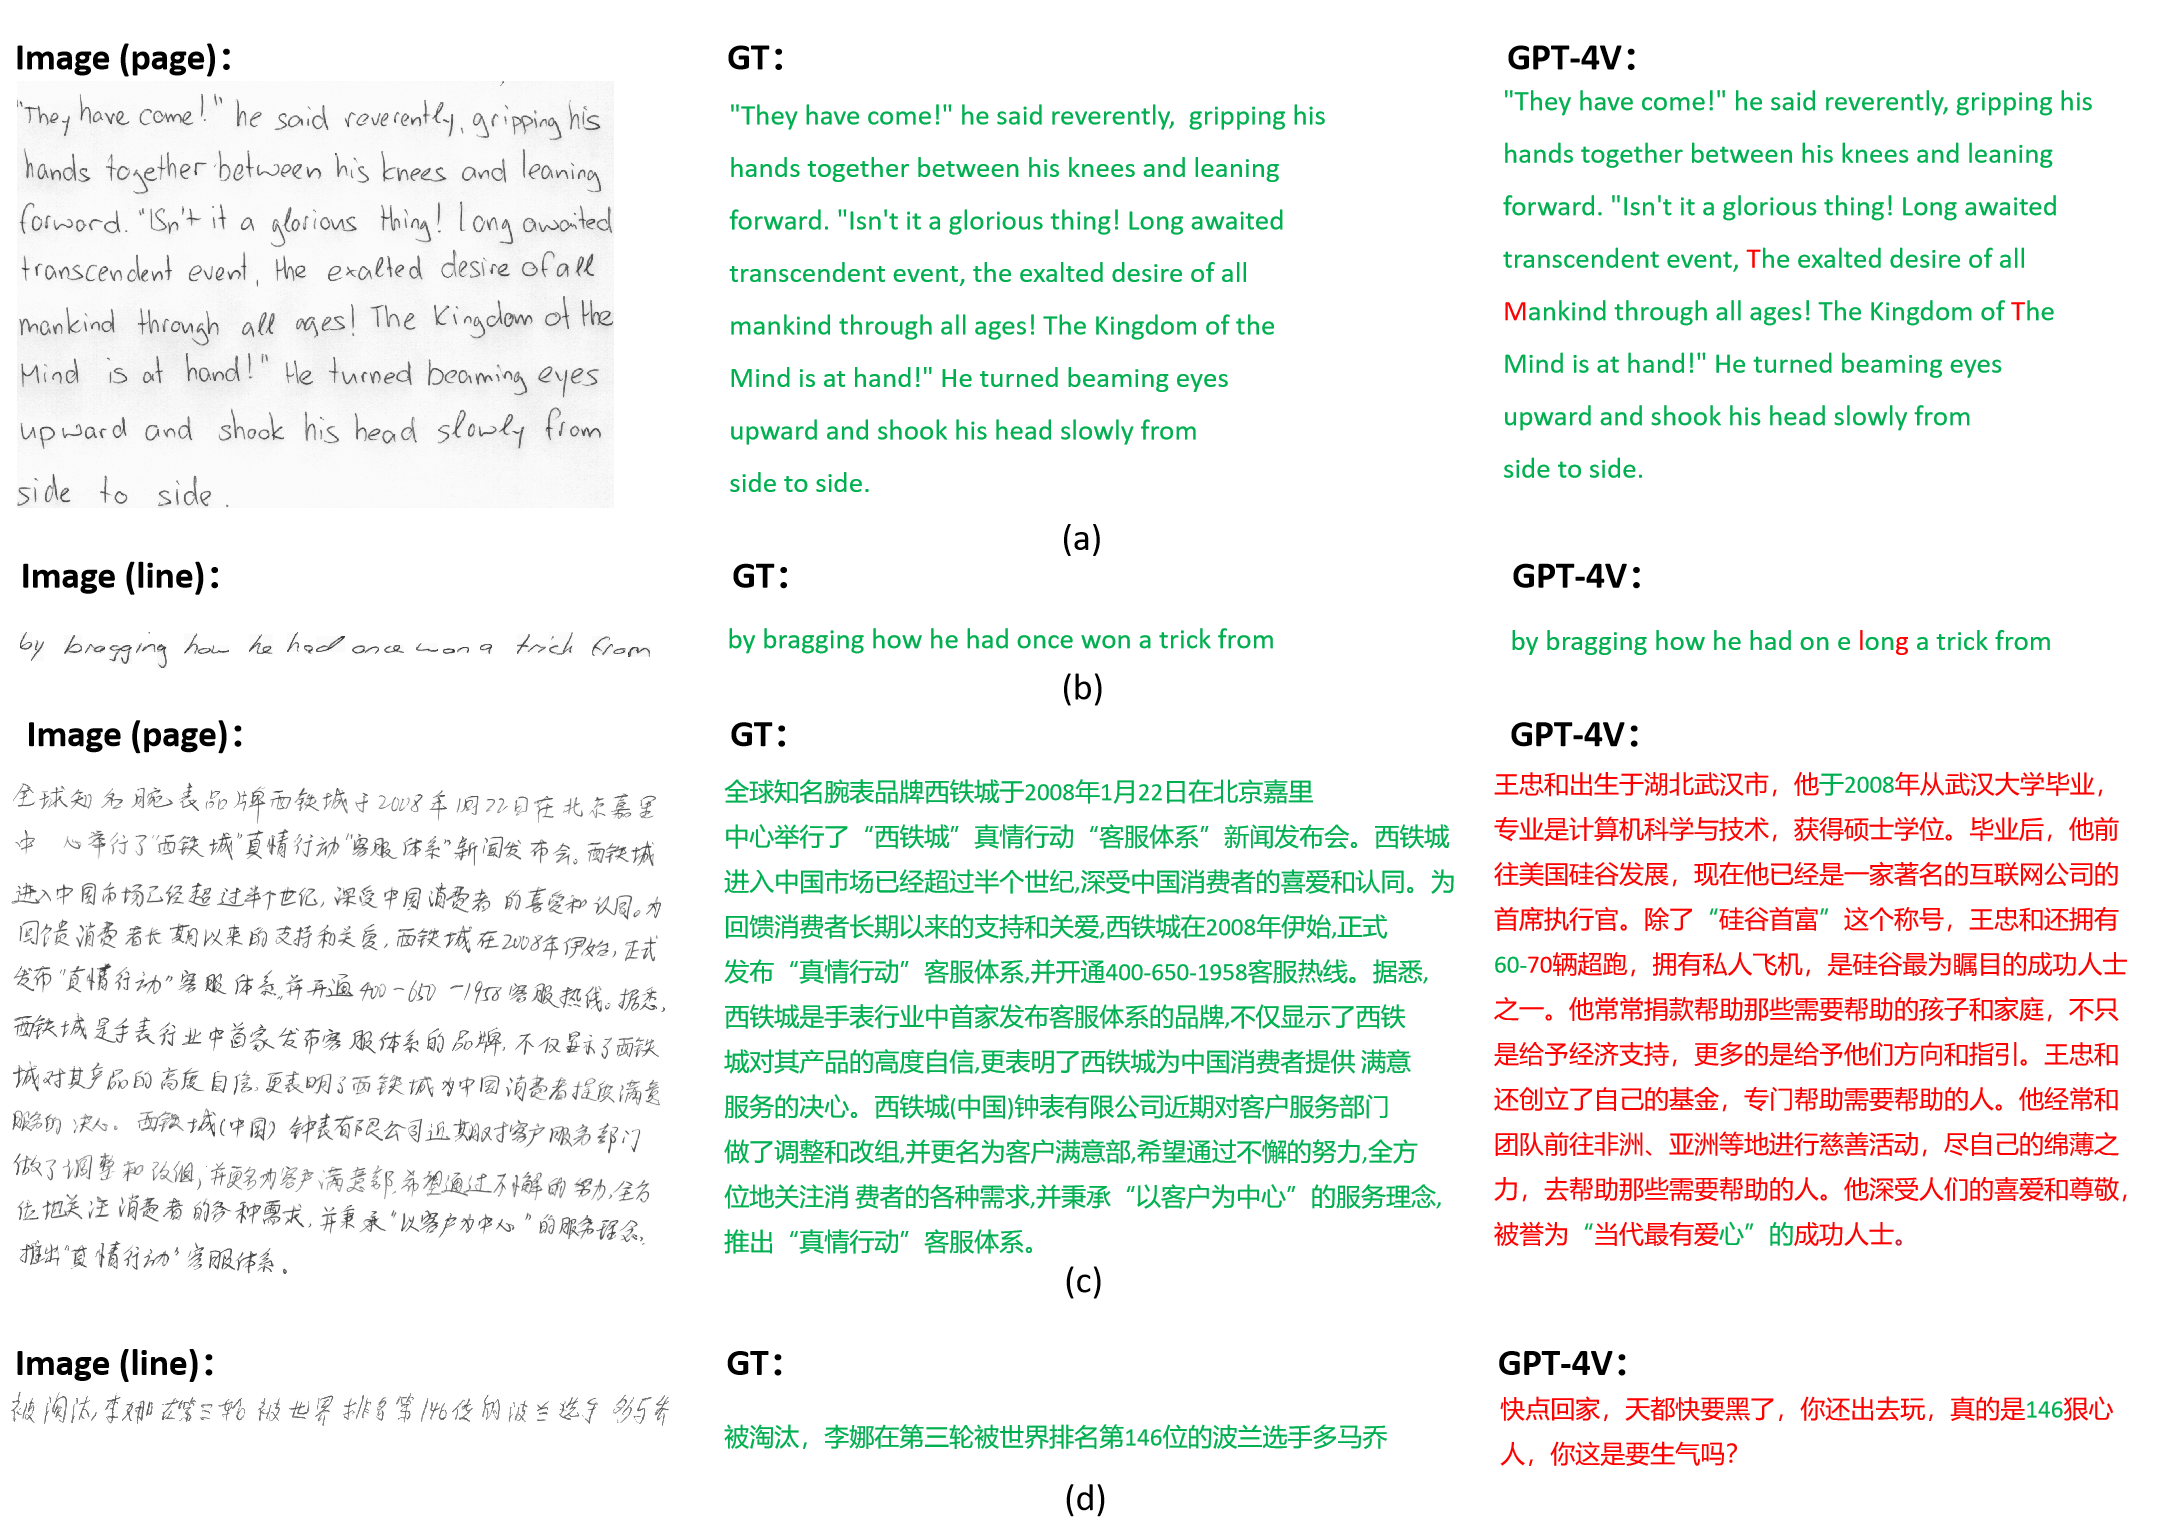 Image (page)：
"They have come!" he said reverently, gripping his
hands together between his knees and leaning
forward. "Isn't it a glorious thing! Long awaited
transcendent event, the exalted desire of all
mankind through all ages! The Kingdom of the
Mind is at hand!" He turned beaming eyes
upward and shook his head slowly from
side to side.
GT：
"They have come!" he said reverently, gripping his
hands together between his knees and leaning
forward. "Isn't it a glorious thing! Long awaited
transcendent event, the exalted desire of all
mankind through all ages! The Kingdom of the
Mind is at hand!" He turned beaming eyes
upward and shook his head slowly from
side to side.
GPT-4V：
"They have come!" he said reverently, gripping his
hands together between his knees and leaning
forward. "Isn't it a glorious thing! Long awaited
transcendent event, The exalted desire of all
Mankind through all ages! The Kingdom of The
Mind is at hand!" He turned beaming eyes
upward and shook his head slowly from
side to side.
(a)
Image (line)：
by bragging how he had once won a trick from
GT：
by bragging how he had once won a trick from
GPT-4V：
by bragging how he had on e long a trick from
(b)
Image (page)：
全球知名腕表品牌西铁城于2008年1月22日在北京嘉里
中心举行了“西铁城”真情行动“客服体系”新闻发布会。西铁城
进入中国市场已经超过半个世纪,深受中国消费者的喜爱和认同。为
回馈消费者长期以来的支持和关爱,西铁城在2008年伊始,正式
发布“真情行动”客服体系,并开通400-650-1958客服热线。据悉,
西铁城是手表行业中首家发布客服体系的品牌,不仅显示了西铁
城对其产品的高度自信,更表明了西铁城为中国消费者提供满意
服务的决心。西铁城(中国)钟表有限公司近期对客户服务部门
做了调整和改组,并更名为客户满意部,希望通过不懈的努力,全方
位地关注消费者的各种需求,并秉承“以客户为中心”的服务理念,
推出“真情行动”客服体系。
GT：
全球知名腕表品牌西铁城于2008年1月22日在北京嘉里
中心举行了“西铁城”真情行动“客服体系”新闻发布会。西铁城
进入中国市场已经超过半个世纪,深受中国消费者的喜爱和认同。为
回馈消费者长期以来的支持和关爱,西铁城在2008年伊始,正式
发布“真情行动”客服体系,并开通400-650-1958客服热线。据悉,
西铁城是手表行业中首家发布客服体系的品牌,不仅显示了西铁
城对其产品的高度自信,更表明了西铁城为中国消费者提供 满意
服务的决心。西铁城(中国)钟表有限公司近期对客户服务部门
做了调整和改组,并更名为客户满意部,希望通过不懈的努力,全方
位地关注消 费者的各种需求,并秉承“以客户为中心”的服务理念,
推出“真情行动”客服体系。
GPT-4V：
王忠和出生于湖北武汉市，他于2008年从武汉大学毕业，
专业是计算机科学与技术，获得硕士学位。毕业后，他前
往美国硅谷发展，现在他已经是一家著名的互联网公司的
首席执行官。除了“硅谷首富”这个称号，王忠和还拥有
60-70辆超跑，拥有私人飞机，是硅谷最为瞩目的成功人士
之一。他常常捐款帮助那些需要帮助的孩子和家庭，不只
是给予经济支持，更多的是给予他们方向和指引。王忠和
还创立了自己的基金，专门帮助需要帮助的人。他经常和
团队前往非洲、亚洲等地进行慈善活动，尽自己的绵薄之
力，去帮助那些需要帮助的人。他深受人们的喜爱和尊敬，
被誉为“当代最有爱心”的成功人士。
(c)
Image (line)：
被淘汰,李娜在第三轮被世界排名第146位的波兰选手多马乔
GT：
被淘汰，李娜在第三轮被世界排名第146位的波兰选手多马乔
GPT-4V：
快点回家，天都快要黑了，你还出去玩，真的是146狠心
人，你这是要生气吗？
(d)